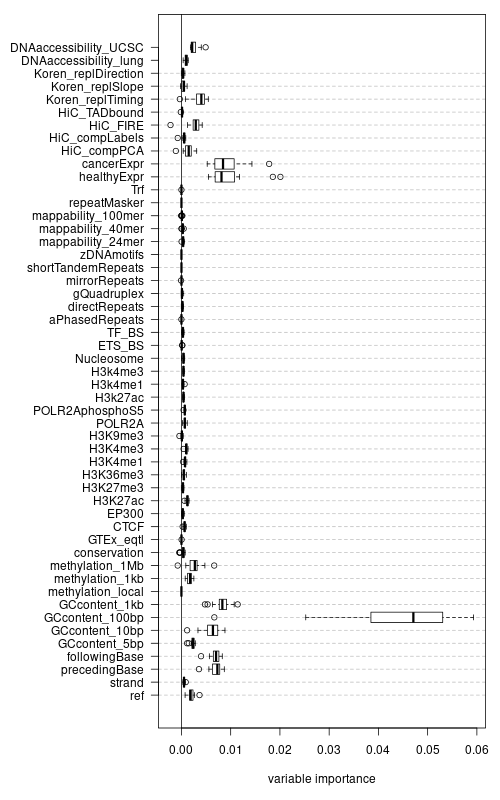 DNAaccessibility_UCSC
DNAaccessibility_lung
Koren_replDirection
Koren_replSlope
Koren_replTiming
HiC_TADbound
HiC_FIRE
HiC_compLabels
HiC_compPCA
cancerExpr
healthyExpr
Trf
repeatMasker
mappability_100mer
mappability_40mer
mappability_24mer
zDNAmotifs
shortTandemRepeats
mirrorRepeats
gQuadruplex
directRepeats
aPhasedRepeats
TF_BS
ETS_BS
Nucleosome
H3k4me3
H3k4me1
H3k27ac
POLR2AphosphoS5
POLR2A
H3K9me3
H3K4me3
H3K4me1
H3K36me3
H3K27me3
H3K27ac
EP300
CTCF
GTEx_eqtl
conservation
methylation_1Mb
methylation_1kb
methylation_local
GCcontent_1kb
GCcontent_100bp
GCcontent_10bp
GCcontent_5bp
followingBase
precedingBase
strand
ref
0.00 0.01 0.02 0.03 0.04 0.05 0.06
variable importance